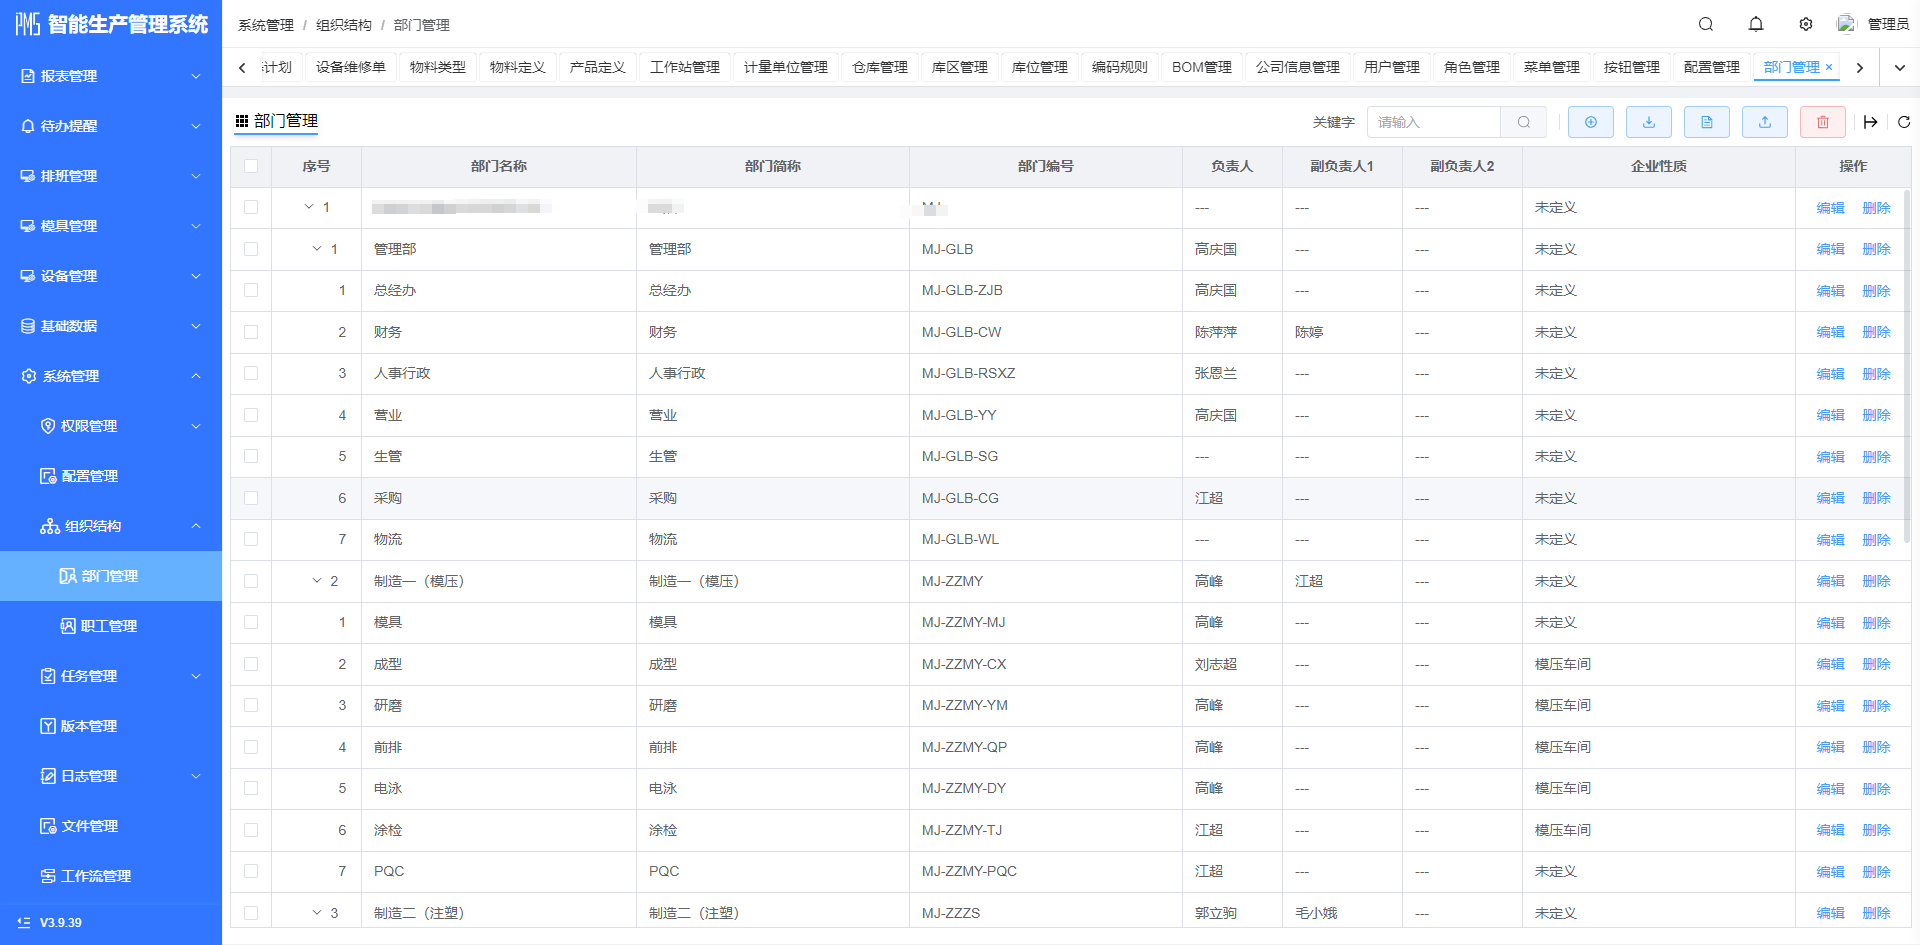 PMS 智能生产管理系统
系统管理 / 组织结构 / 部门管理
管理员
计划 设备维修单 物料类型 物料定义 产品定义 工作站管理 计量单位管理 仓库管理 库区管理 库位管理 编码规则 BOM管理 公司信息管理 用户管理 角色管理 菜单管理 按钮管理 配置管理 部门管理 ×
报表管理
待办提醒
排班管理
模具管理
设备管理
基础数据
系统管理
权限管理
配置管理
组织结构
部门管理
职工管理
任务管理
版本管理
日志管理
文件管理
工作流管理
V3.9.39
部门管理
关键字 请输入
序号 部门名称 部门简称 部门编号 负责人 副负责人1 副负责人2 企业性质 操作
1 --- --- --- 未定义 编辑 删除
1 管理部 管理部 MJ-GLB 高庆国 --- --- 未定义 编辑 删除
1 总经办 总经办 MJ-GLB-ZJB 高庆国 --- --- 未定义 编辑 删除
2 财务 财务 MJ-GLB-CW 陈萍萍 陈婷 --- 未定义 编辑 删除
3 人事行政 人事行政 MJ-GLB-RSXZ 张恩兰 --- --- 未定义 编辑 删除
4 营业 营业 MJ-GLB-YY 高庆国 --- --- 未定义 编辑 删除
5 生管 生管 MJ-GLB-SG --- --- --- 未定义 编辑 删除
6 采购 采购 MJ-GLB-CG 江超 --- --- 未定义 编辑 删除
7 物流 物流 MJ-GLB-WL --- --- --- 未定义 编辑 删除
2 制造一（模压） 制造一（模压） MJ-ZZMY 高峰 江超 --- 未定义 编辑 删除
1 模具 模具 MJ-ZZMY-MJ 高峰 --- --- 未定义 编辑 删除
2 成型 成型 MJ-ZZMY-CX 刘志超 --- --- 模压车间 编辑 删除
3 研磨 研磨 MJ-ZZMY-YM 高峰 --- --- 模压车间 编辑 删除
4 前排 前排 MJ-ZZMY-QP 高峰 --- --- 模压车间 编辑 删除
5 电泳 电泳 MJ-ZZMY-DY 高峰 --- --- 模压车间 编辑 删除
6 涂检 涂检 MJ-ZZMY-TJ 江超 --- --- 模压车间 编辑 删除
7 PQC PQC MJ-ZZMY-PQC 江超 --- --- 未定义 编辑 删除
3 制造二（注塑） 制造二（注塑） MJ-ZZZS 郭立驹 毛小娥 --- 未定义 编辑 删除